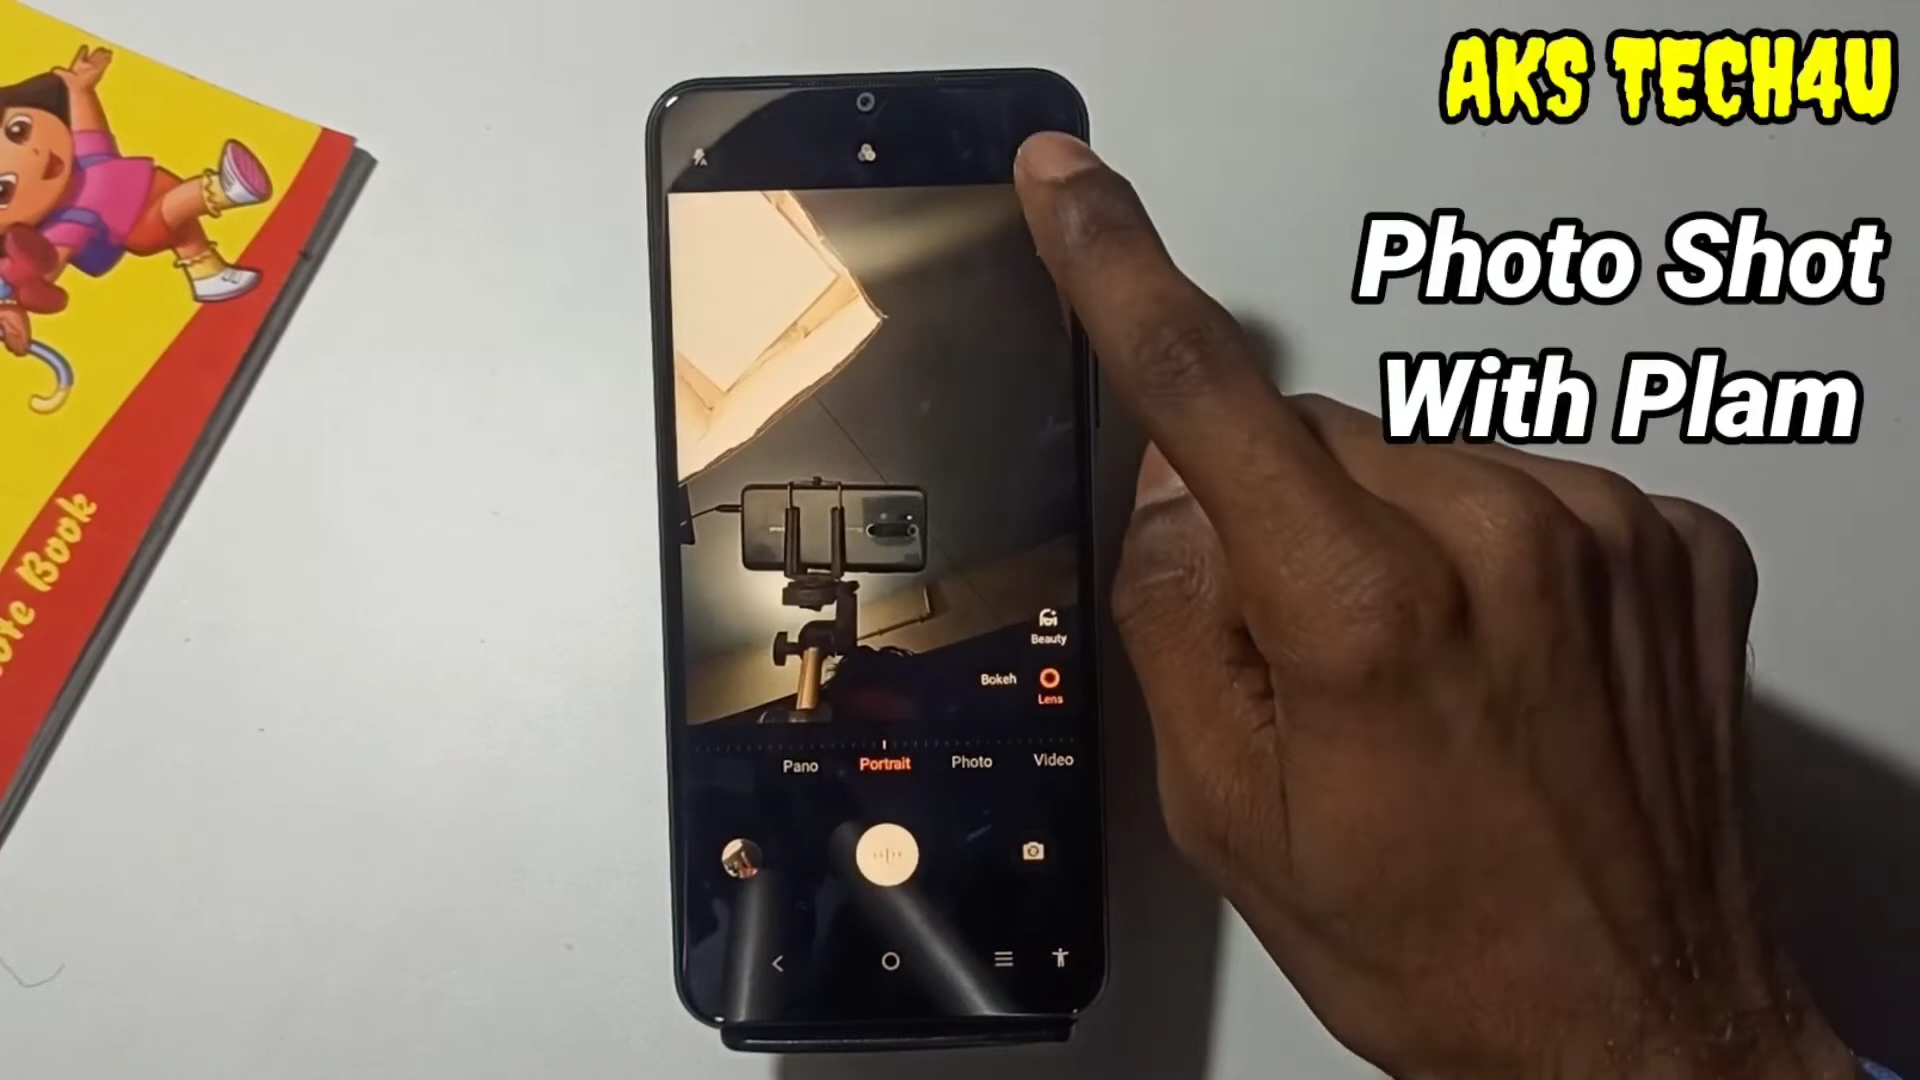 AKS TECH4U
Photo Shot
With Plam
Beauty
Bokeh
Lens
Pano
Portrait
Photo
Video
Book